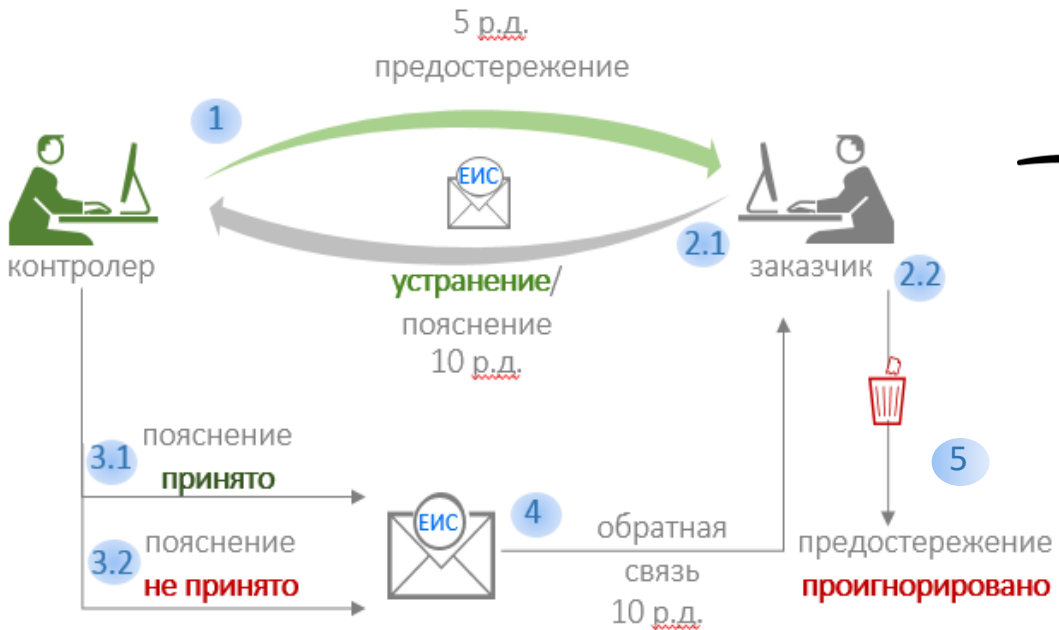 5 р.д.
предостережение
1
ЕИС
контролер
2.1
заказчик
2.2
устранение/
пояснение
10 р.д.
3.1
пояснение
принято
3.2
пояснение
не принято
ЕИС
4
обратная
связь
10 р.д.
5
предостережение
проигнорировано